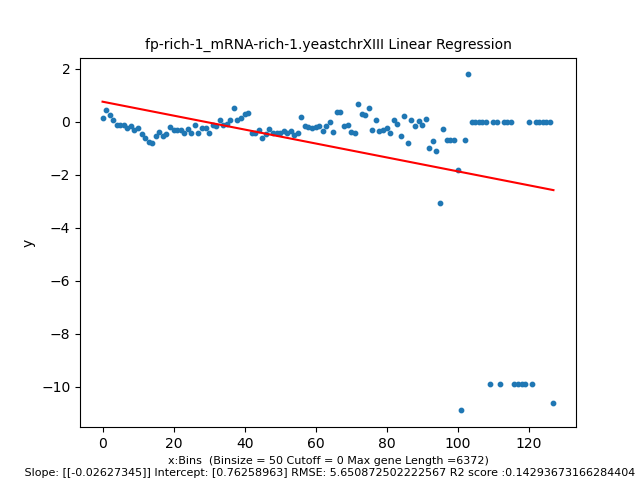 fp-rich-1_mRNA-rich-1.yeastchrXIII Linear Regression
2
0
−2
−4
−6
−8
−10
y
0 20 40 60 80 100 120
x:Bins (Binsize = 50 Cutoff = 0 Max gene Length =6372)
Slope: [[-0.02627345]] Intercept: [0.76258963] RMSE: 5.650872502222567 R2 score :0.14293673166284404